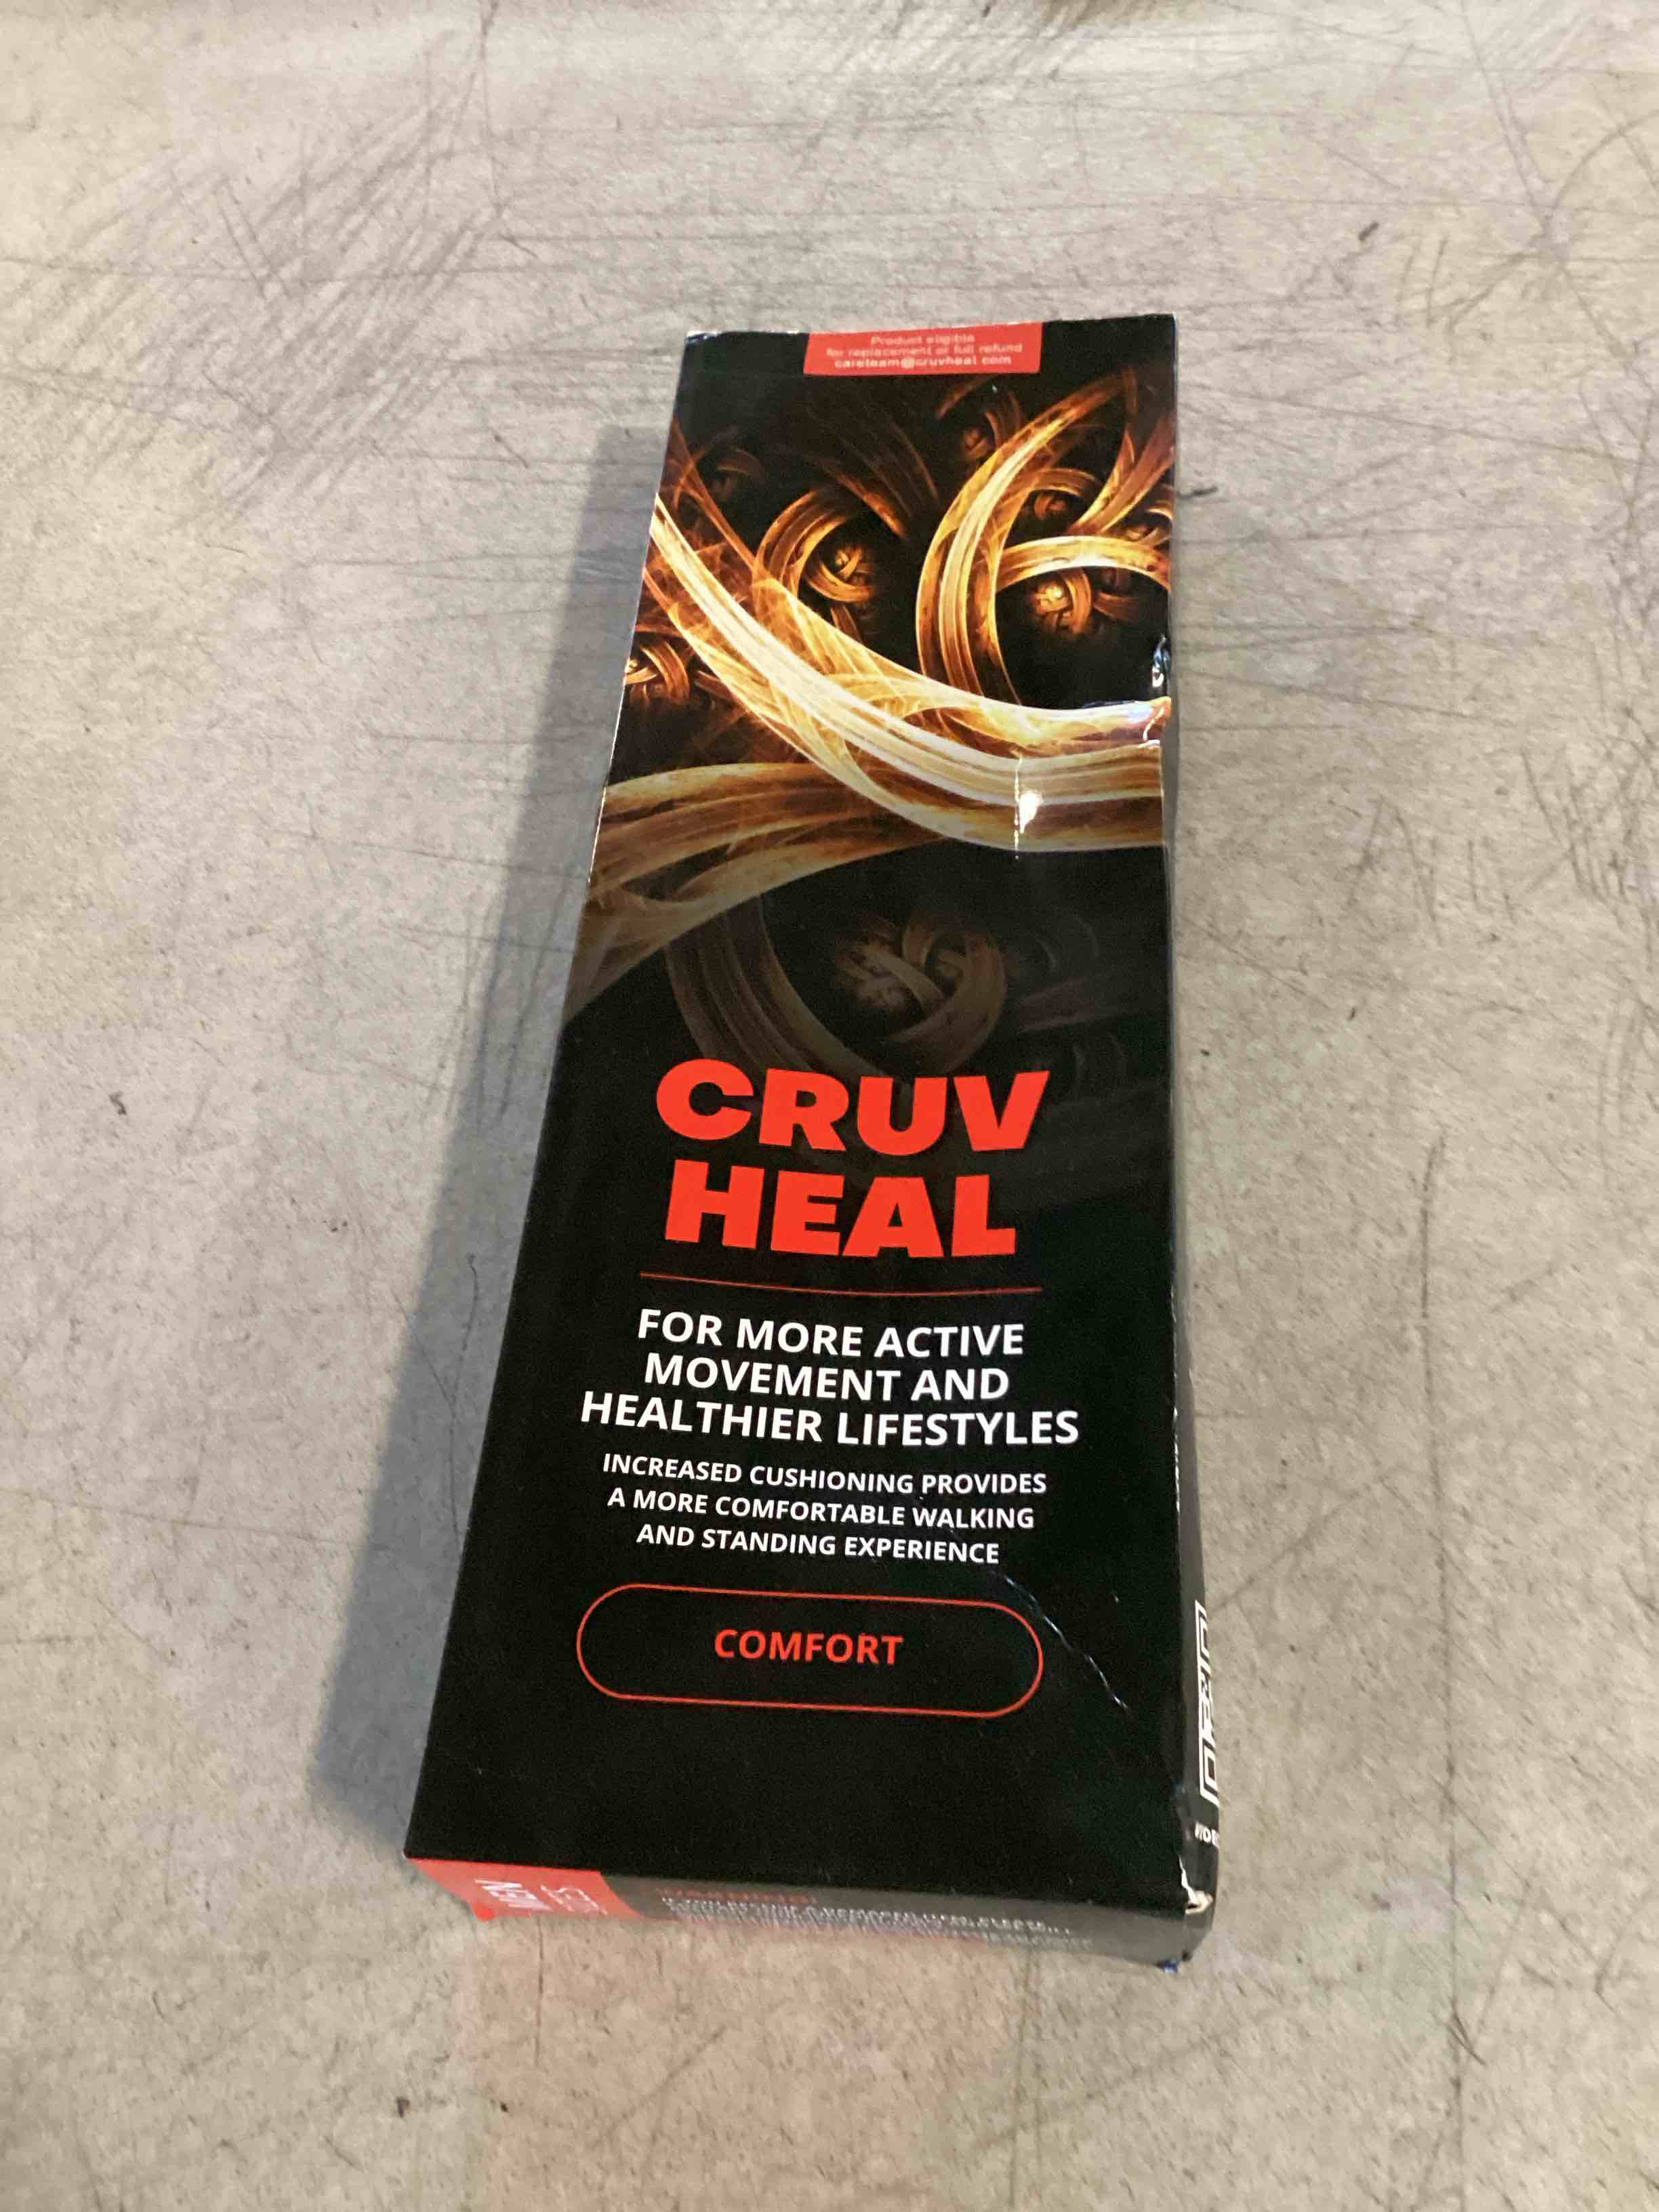 Product eligible
for replacement or full refund
careteam@cruvheal.com
CRUV
HEAL
FOR MORE ACTIVE
MOVEMENT AND
HEALTHIER LIFESTYLES
INCREASED CUSHIONING PROVIDES
A MORE COMFORTABLE WALKING
AND STANDING EXPERIENCE
COMFORT